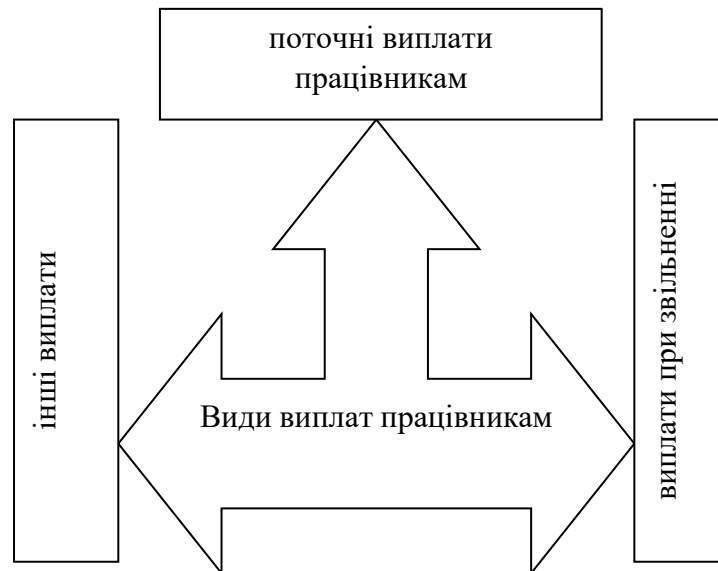 поточні виплати
працівникам
інші виплати
Види виплат працівникам
виплати при звільненні